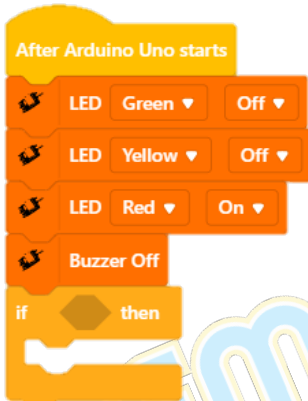 After Arduino Uno starts
LED Green Off
LED Yellow Off
LED Red On
Buzzer Off
if then